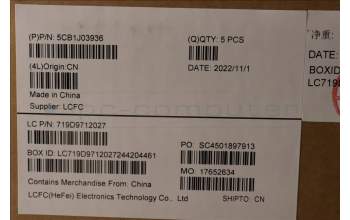 (P)P/N: 5CB1J03936
(Q)QTY: 5 PCS
净重:
(4L)Origin:CN
DATE: 2022/11/1
DATE:
BOXID
LC719D
Made in China
Supplier: LCFC
LC P/N: 719D9712027
PO: SC4501897913
BOX ID: LC719D9712027244204461
MO: 17652634
Contains Merchandise From: China
LCFC(HeFei) Electronics Technology Co., Ltd
SHIPTO: CN